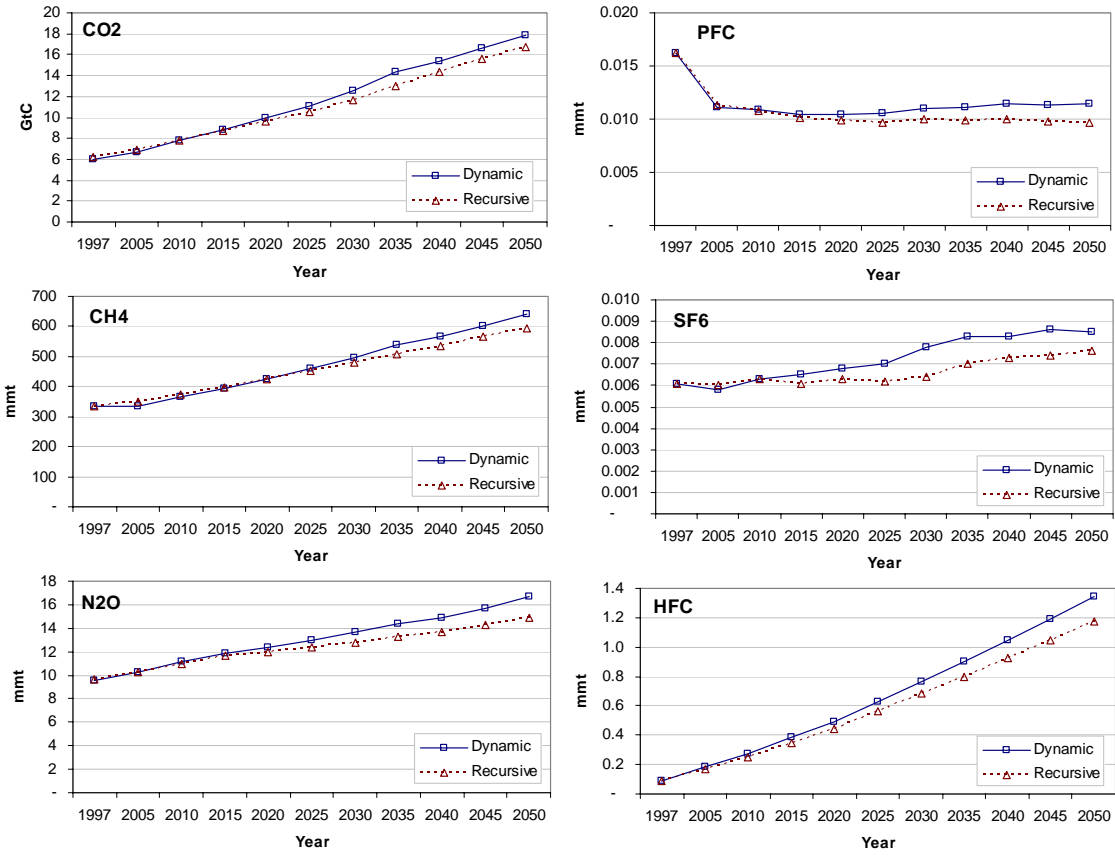 CO2
GtC
20
18
16
14
12
10
8
6
4
2
0
Dynamic
Recursive
1997 2005 2010 2015 2020 2025 2030 2035 2040 2045 2050
Year
PFC
mmt
0.020
0.015
0.010
0.005
-
Dynamic
Recursive
1997 2005 2010 2015 2020 2025 2030 2035 2040 2045 2050
Year
CH4
mmt
700
600
500
400
300
200
100
-
Dynamic
Recursive
1997 2005 2010 2015 2020 2025 2030 2035 2040 2045 2050
Year
SF6
mmt
0.010
0.009
0.008
0.007
0.006
0.005
0.004
0.003
0.002
0.001
-
Dynamic
Recursive
1997 2005 2010 2015 2020 2025 2030 2035 2040 2045 2050
Year
N2O
mmt
18
16
14
12
10
8
6
4
2
-
Dynamic
Recursive
1997 2005 2010 2015 2020 2025 2030 2035 2040 2045 2050
Year
HFC
mmt
1.4
1.2
1.0
0.8
0.6
0.4
0.2
-
Dynamic
Recursive
1997 2005 2010 2015 2020 2025 2030 2035 2040 2045 2050
Year